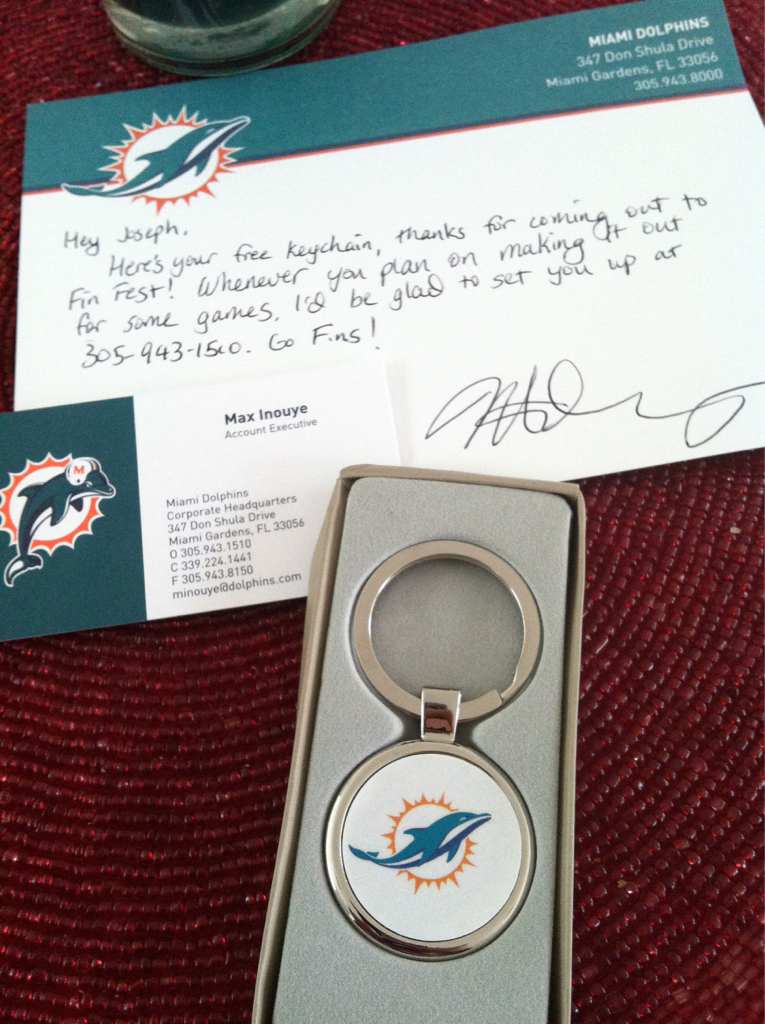 MIAMI DOLPHINS
347 Don Shula Drive
Miami Gardens, FL 33056
305.943.8000
Hey Joseph,
Here's your free keychain, thanks for coming out to
Fin Fest! Whenever you plan on making it out
for some games, I'd be glad to set you up at
305-943-1510. Go Fins!
Max Inouye
Account Executive
Miami Dolphins
Corporate Headquarters
347 Don Shula Drive
Miami Gardens, FL 33056
O 305.943.1510
C 339.224.1441
F 305.943.8150
minouye@dolphins.com
M